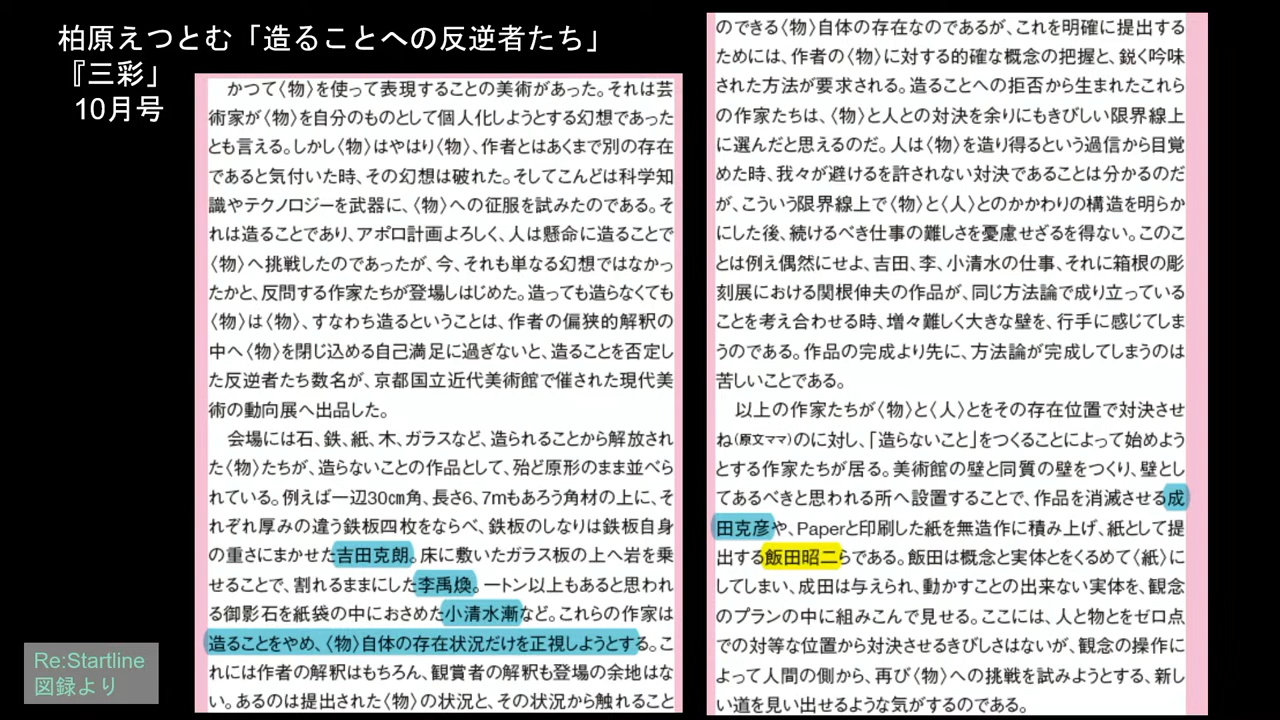 柏原えつとむ「造ることへの反逆者たち」
『三彩』
10月号
かつて〈物〉を使って表現することの美術があった。それは芸
術家が〈物〉を自分のものとして個人化しようとする幻想であった
とも言える。しかし〈物〉はやはり〈物〉、作者とはあくまで別の存在
であると気付いた時、その幻想は破れた。そしてこんどは科学知
識やテクノロジーを武器に、〈物〉への征服を試みたのである。そ
れは造ることであり、アポロ計画よろしく、人は懸命に造ることで
〈物〉へ挑戦したのであったが、今、それも単なる幻想ではなかっ
たかと、反問する作家たちが登場しはじめた。造っても造らなくても
〈物〉は〈物〉、すなわち造るということは、作者の偏狭的解釈の
中へ〈物〉を閉じ込める自己満足に過ぎないと、造ることを否定し
た反逆者たち数名が、京都国立近代美術館で催された現代美
術の動向展へ出品した。
会場には石、鉄、紙、木、ガラスなど、造られることから解放され
た〈物〉たちが、造らないことの作品として、殆ど原形のまま並べら
れている。例えば一辺30㎝角、長さ6、7mもあろう角材の上に、そ
れぞれ厚みの違う鉄板四枚をならべ、鉄板のしなりは鉄板自身
の重さにまかせた吉田克朗。床に敷いたガラス板の上へ岩を乗
せることで、割れるままにした李禹煥。一トン以上もあると思われ
る御影石を紙袋の中におさめた小清水漸など。これらの作家は
造ることをやめ、〈物〉自体の存在状況だけを正視しようとする。こ
れには作者の解釈はもちろん、観賞者の解釈も登場の余地はな
い。あるのは提出された〈物〉の状況と、その状況から触れること
のできる〈物〉自体の存在なのであるが、これを明確に提出する
ためには、作者の〈物〉に対する的確な概念の把握と、鋭く吟味
された方法が要求される。造ることへの拒否から生まれたこれら
の作家たちは、〈物〉と人との対決を余りにもきびしい限界線上
に選んだと思えるのだ。人は〈物〉を造り得るという過信から目覚
めた時、我々が避けるを許されない対決であることは分かるのだ
が、こういう限界線上で〈物〉と〈人〉とのかかわりの構造を明らか
にした後、続けるべき仕事の難しさを憂慮せざるを得ない。このこ
とは例え偶然にせよ、吉田、李、小清水の仕事、それに箱根の彫
刻展における関根伸夫の作品が、同じ方法論で成り立っている
ことを考え合わせる時、増々難しく大きな壁を、行手に感じてしま
うのである。作品の完成より先に、方法論が完成してしまうのは
苦しいことである。
以上の作家たちが〈物〉と〈人〉とをその存在位置で対決させ
ね(原文ママ)のに対し、「造らないこと」をつくることによって始めよう
とする作家たちが居る。美術館の壁と同質の壁をつくり、壁とし
てあるべきと思われる所へ設置することで、作品を消滅させる成
田克彦や、Paperと印刷した紙を無造作に積み上げ、紙として提
出する飯田昭二らである。飯田は概念と実体とをくるめて〈紙〉に
してしまい、成田は与えられ、動かすことの出来ない実体を、観念
のプランの中に組みこんで見せる。ここには、人と物とをゼロ点
での対等な位置から対決させるきびしさはないが、観念の操作に
よって人間の側から、再び〈物〉への挑戦を試みようとする、新し
い道を見い出せるような気がするのである。
Re:Startline
図録より